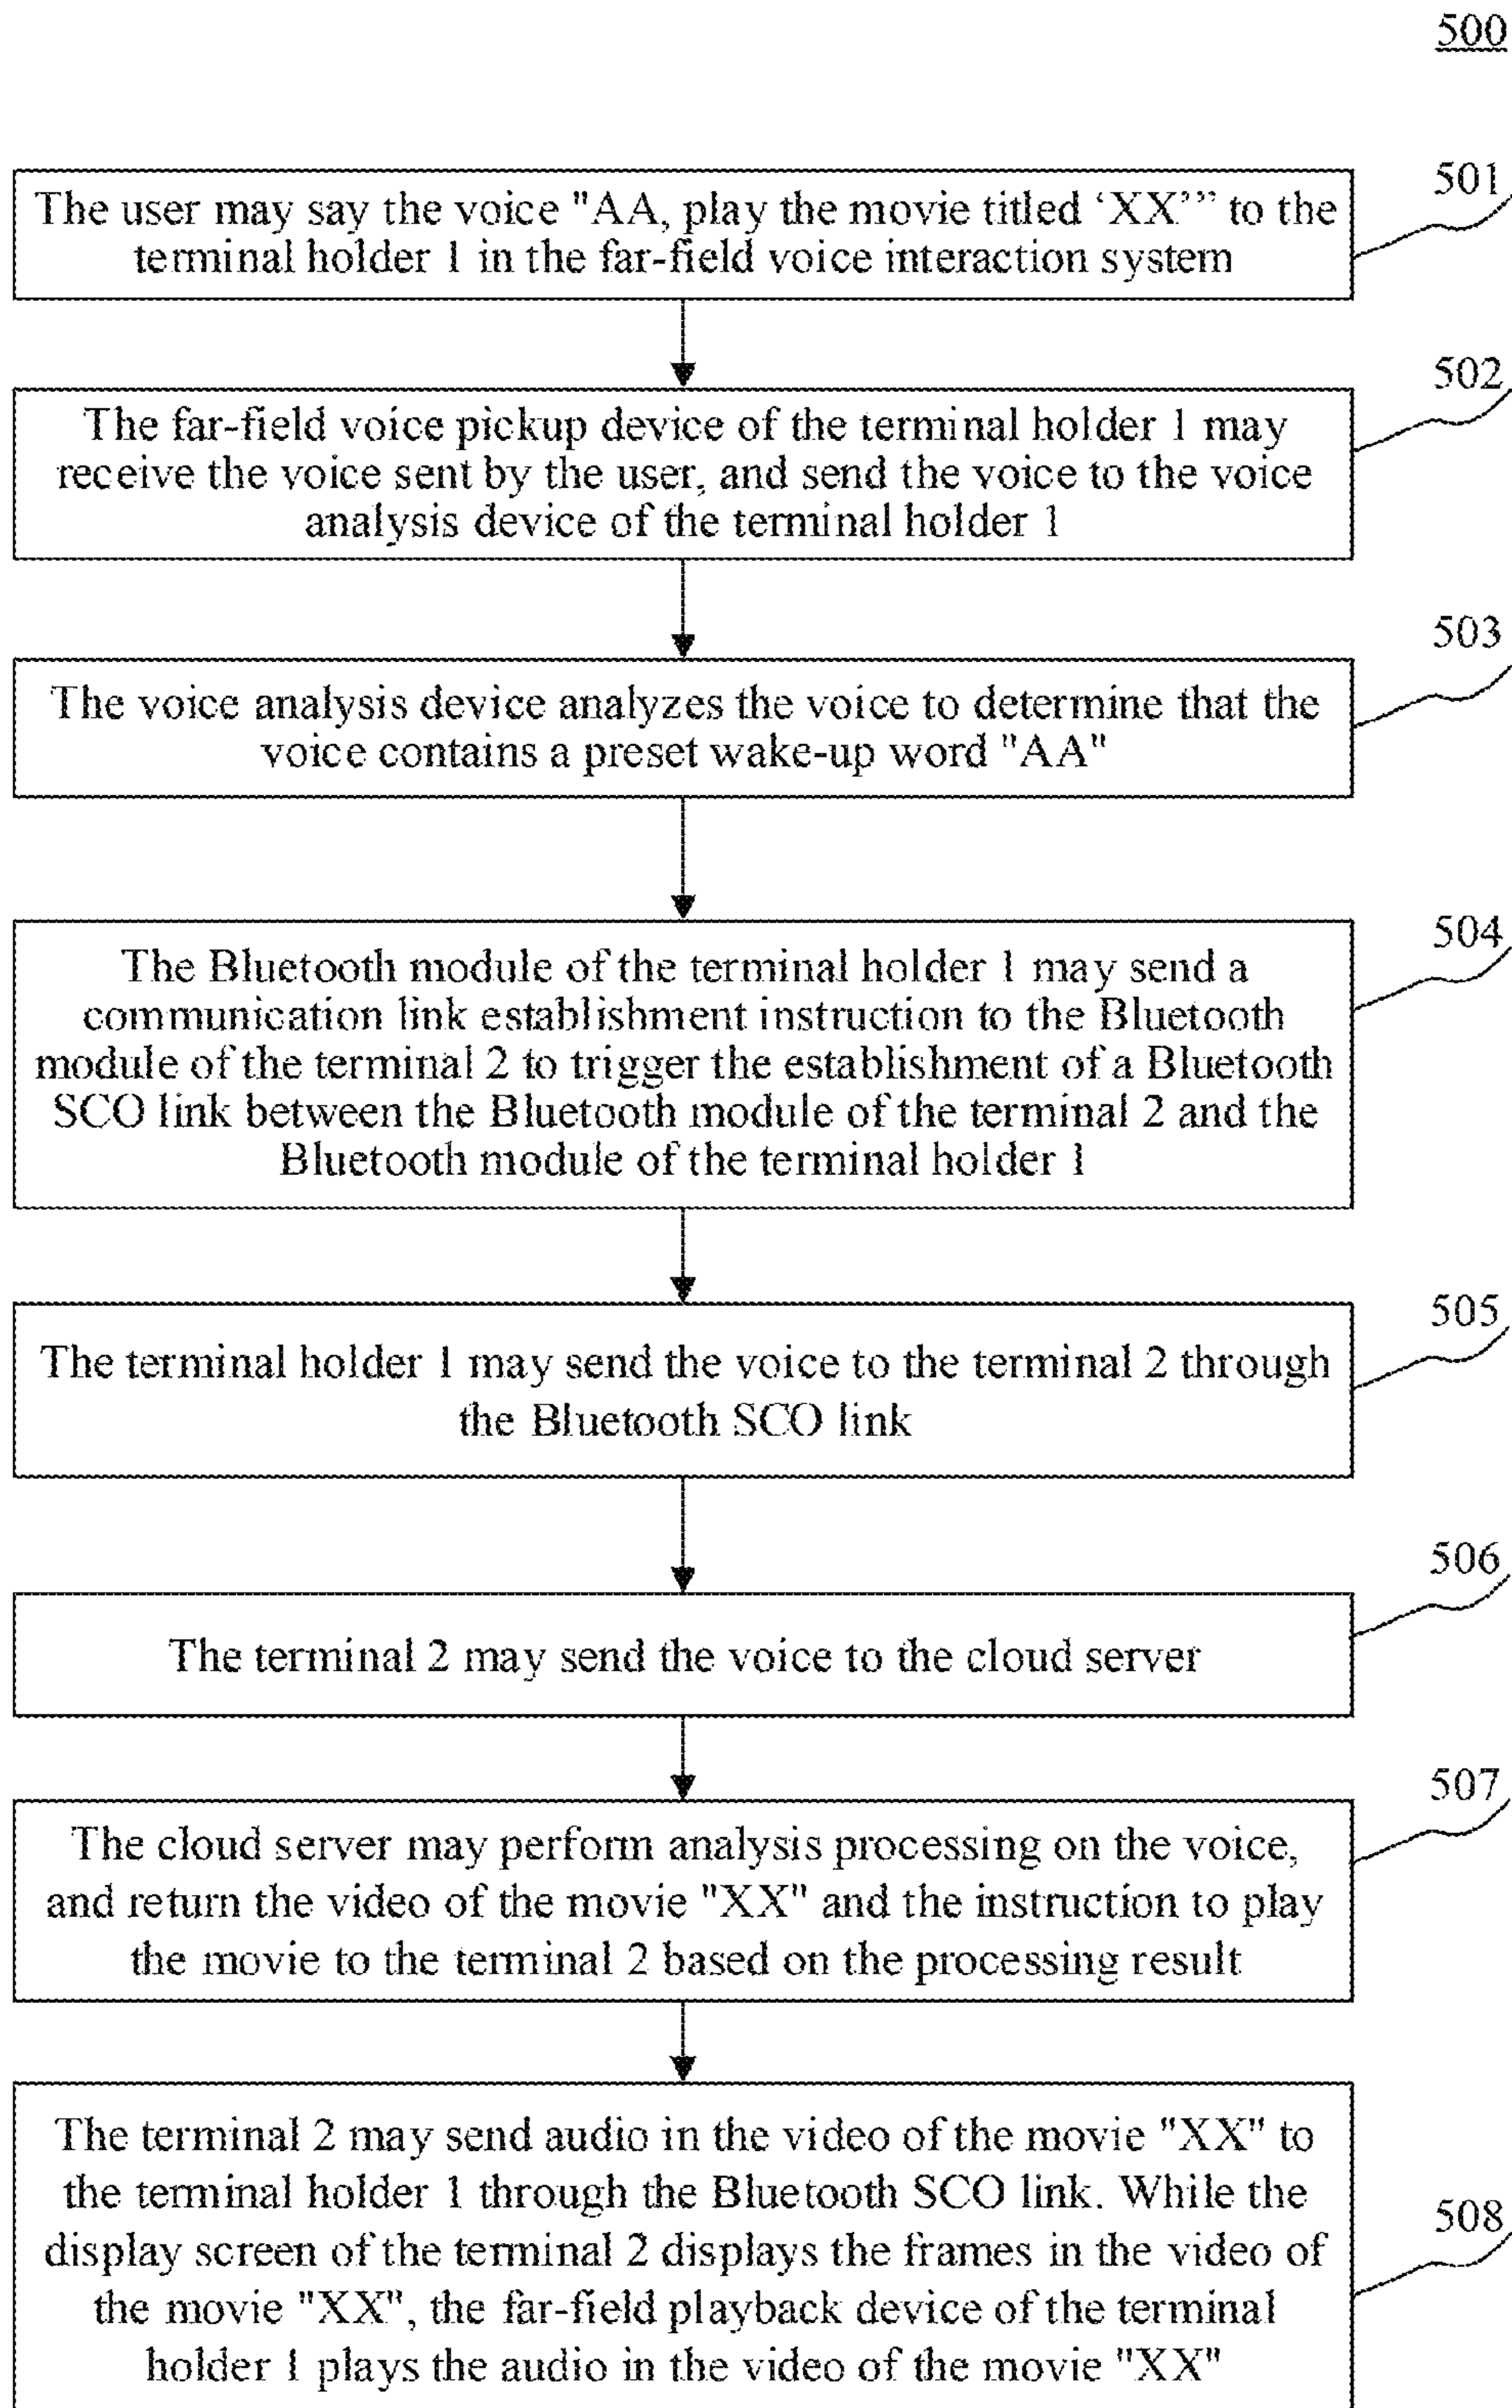 500
501
The user may say the voice "AA, play the movie titled ‘XX’” to the
terminal holder 1 in the far-field voice interaction system
502
The far-field voice pickup device of the terminal holder 1 may
receive the voice sent by the user, and send the voice to the voice
analysis device of the terminal holder 1
503
The voice analysis device analyzes the voice to determine that the
voice contains a preset wake-up word "AA"
504
The Bluetooth module of the terminal holder 1 may send a
communication link establishment instruction to the Bluetooth
module of the terminal 2 to trigger the establishment of a Bluetooth
SCO link between the Bluetooth module of the terminal 2 and the
Bluetooth module of the terminal holder 1
505
The terminal holder 1 may send the voice to the terminal 2 through
the Bluetooth SCO link
506
The terminal 2 may send the voice to the cloud server
507
The cloud server may perform analysis processing on the voice,
and return the video of the movie "XX" and the instruction to play
the movie to the terminal 2 based on the processing result
508
The terminal 2 may send audio in the video of the movie "XX" to
the terminal holder 1 through the Bluetooth SCO link. While the
display screen of the terminal 2 displays the frames in the video of
the movie "XX", the far-field playback device of the terminal
holder 1 plays the audio in the video of the movie "XX"